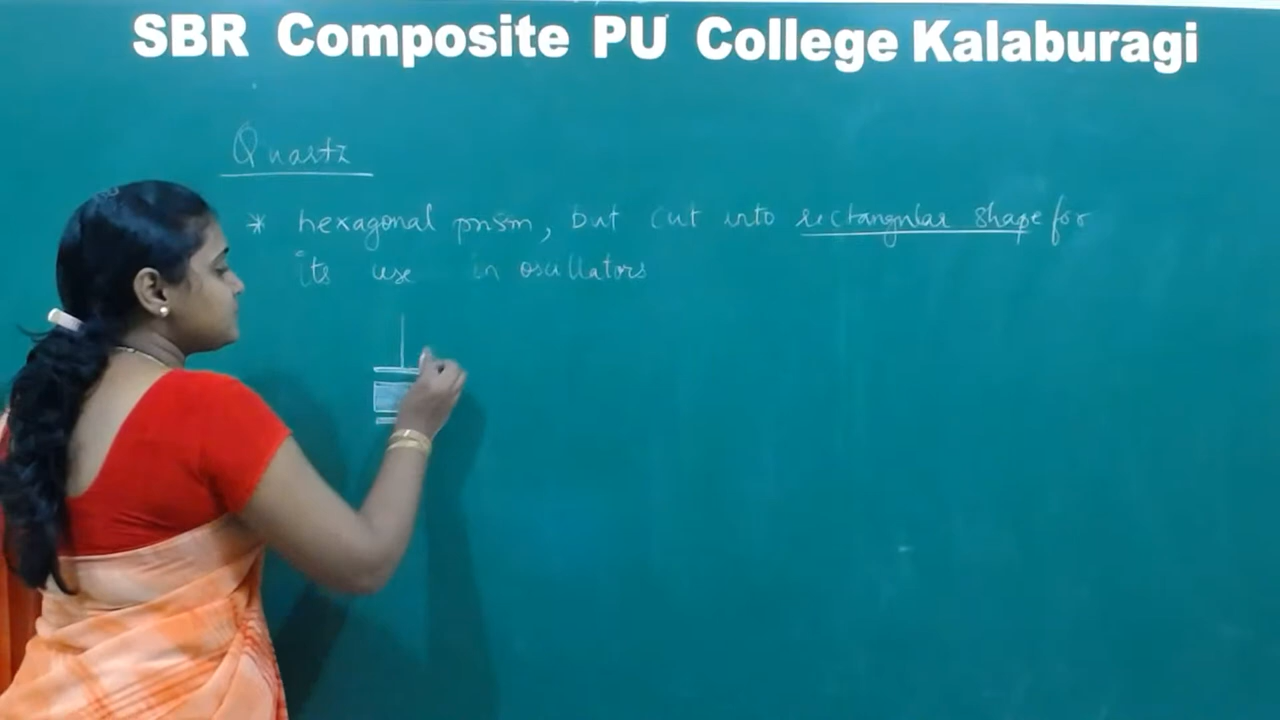 SBR Composite PU College Kalaburagi
Quartz
* hexagonal prism, but cut into rectangular shape for
its use in oscillators